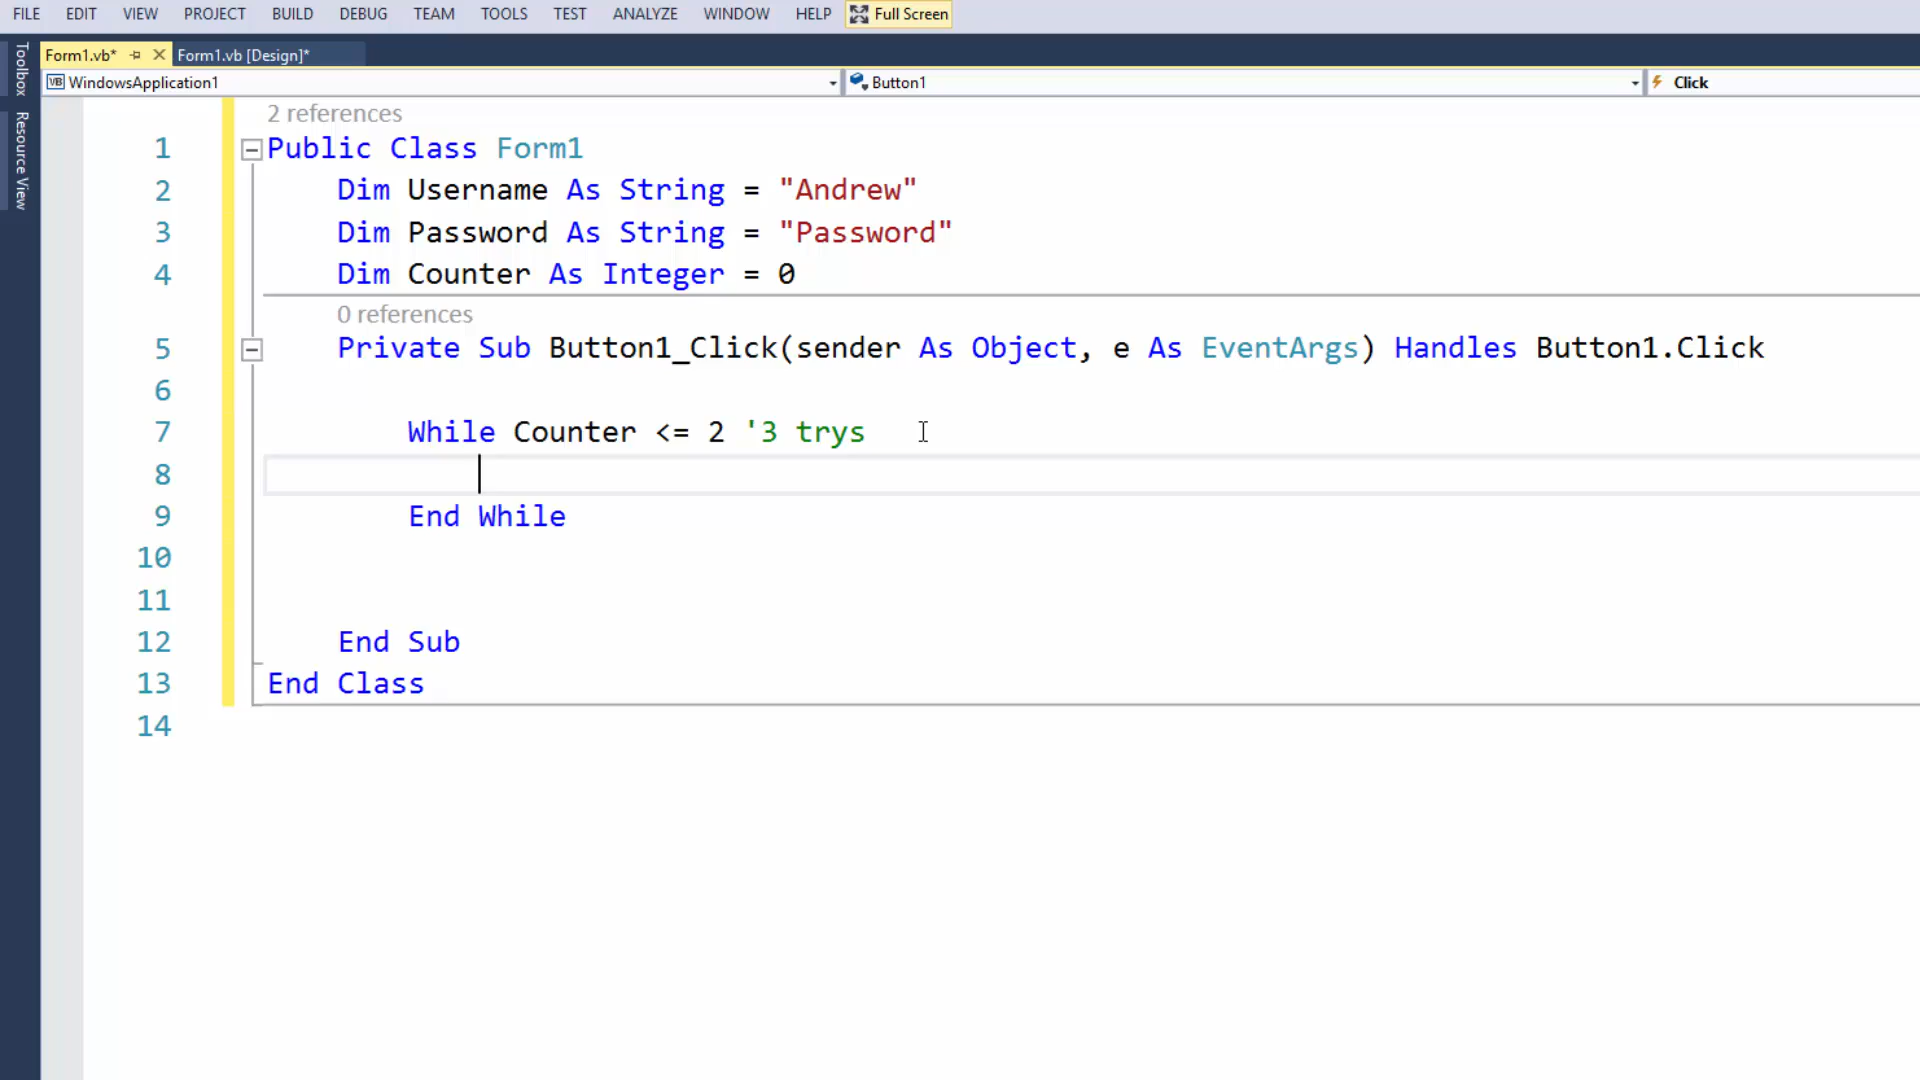 FILE EDIT VIEW PROJECT BUILD DEBUG TEAM TOOLS TEST ANALYZE WINDOW HELP Full Screen
Form1.vb* Form1.vb [Design]*
VB WindowsApplication1 Button1 Click
Toolbox
Resource View
2 references
1 Public Class Form1
2 Dim Username As String = "Andrew"
3 Dim Password As String = "Password"
4 Dim Counter As Integer = 0
0 references
5 Private Sub Button1_Click(sender As Object, e As EventArgs) Handles Button1.Click
6
7 While Counter <= 2 '3 trys
8
9 End While
10
11
12 End Sub
13 End Class
14